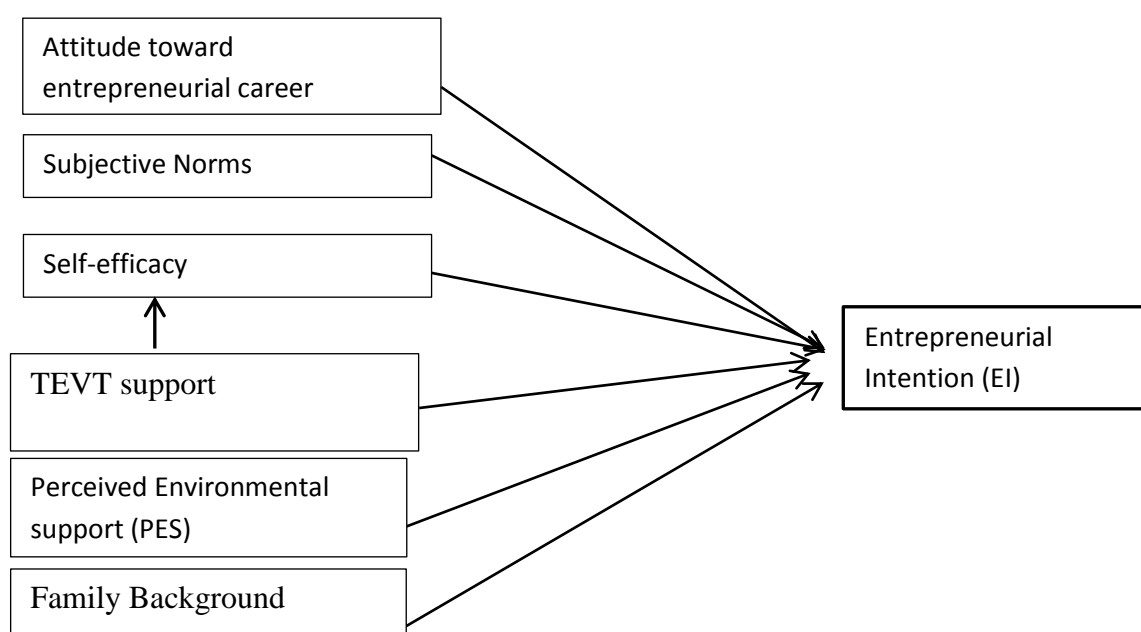 Attitude toward
entrepreneurial career
Subjective Norms
Self-efficacy
TEVT support
Perceived Environmental
support (PES)
Family Background
Entrepreneurial
Intention (EI)